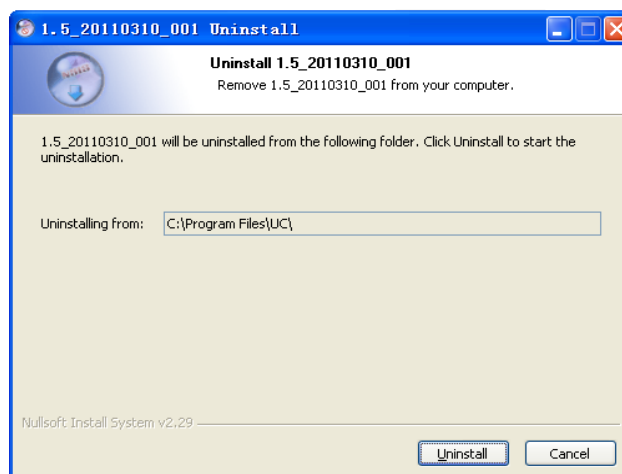 1.5_20110310_001 Uninstall
Uninstall 1.5_20110310_001
Remove 1.5_20110310_001 from your computer.
1.5_20110310_001 will be uninstalled from the following folder. Click Uninstall to start the
uninstallation.
Uninstalling from: C:\Program Files\UC\
Nullsoft Install System v2.29
Uninstall Cancel